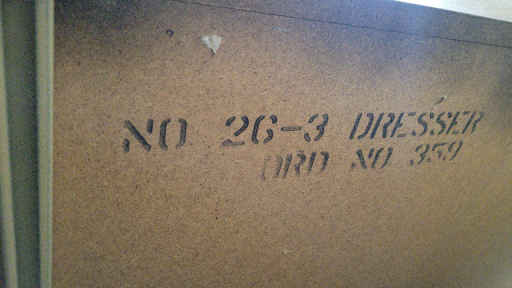 NO 26-3 DRESSER
ORD NO 359